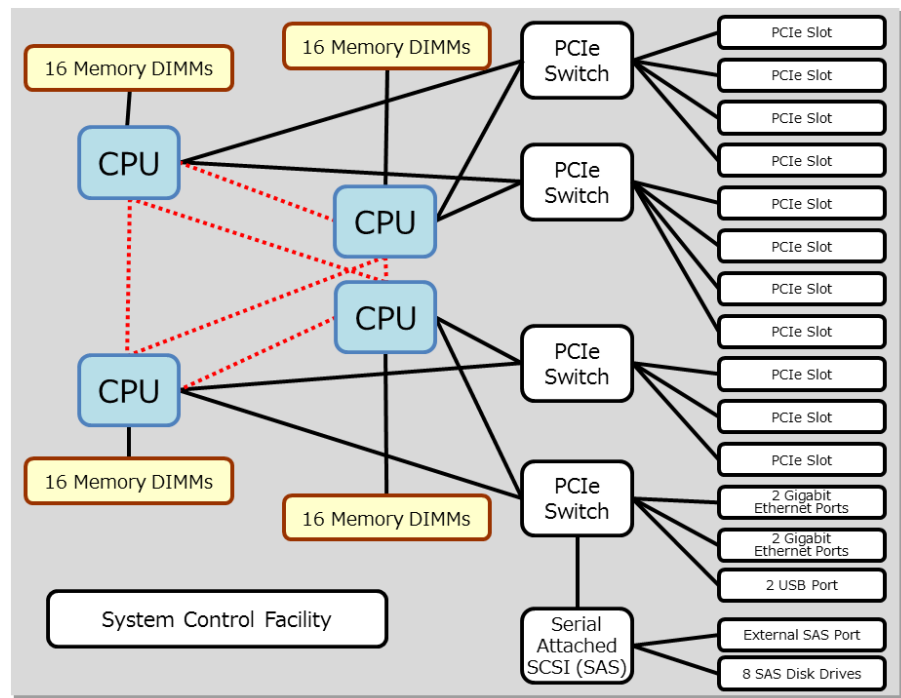 16 Memory DIMMs
16 Memory DIMMs
CPU
CPU
CPU
CPU
16 Memory DIMMs
16 Memory DIMMs
System Control Facility
PCIe
Switch
PCIe
Switch
PCIe
Switch
PCIe
Switch
Serial
Attached
SCSI (SAS)
PCIe Slot
PCIe Slot
PCIe Slot
PCIe Slot
PCIe Slot
PCIe Slot
PCIe Slot
PCIe Slot
PCIe Slot
PCIe Slot
PCIe Slot
2 Gigabit
Ethernet Ports
2 Gigabit
Ethernet Ports
2 USB Port
External SAS Port
8 SAS Disk Drives